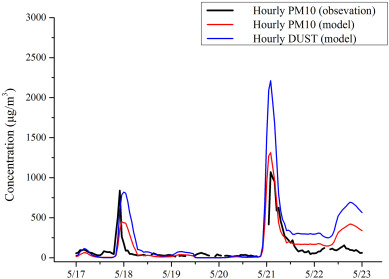 Hourly PM10 (obsevation)
Hourly PM10 (model)
Hourly DUST (model)
Concentration (μg/m³)
3000
2500
2000
1500
1000
500
0
5/17 5/18 5/19 5/20 5/21 5/22 5/23